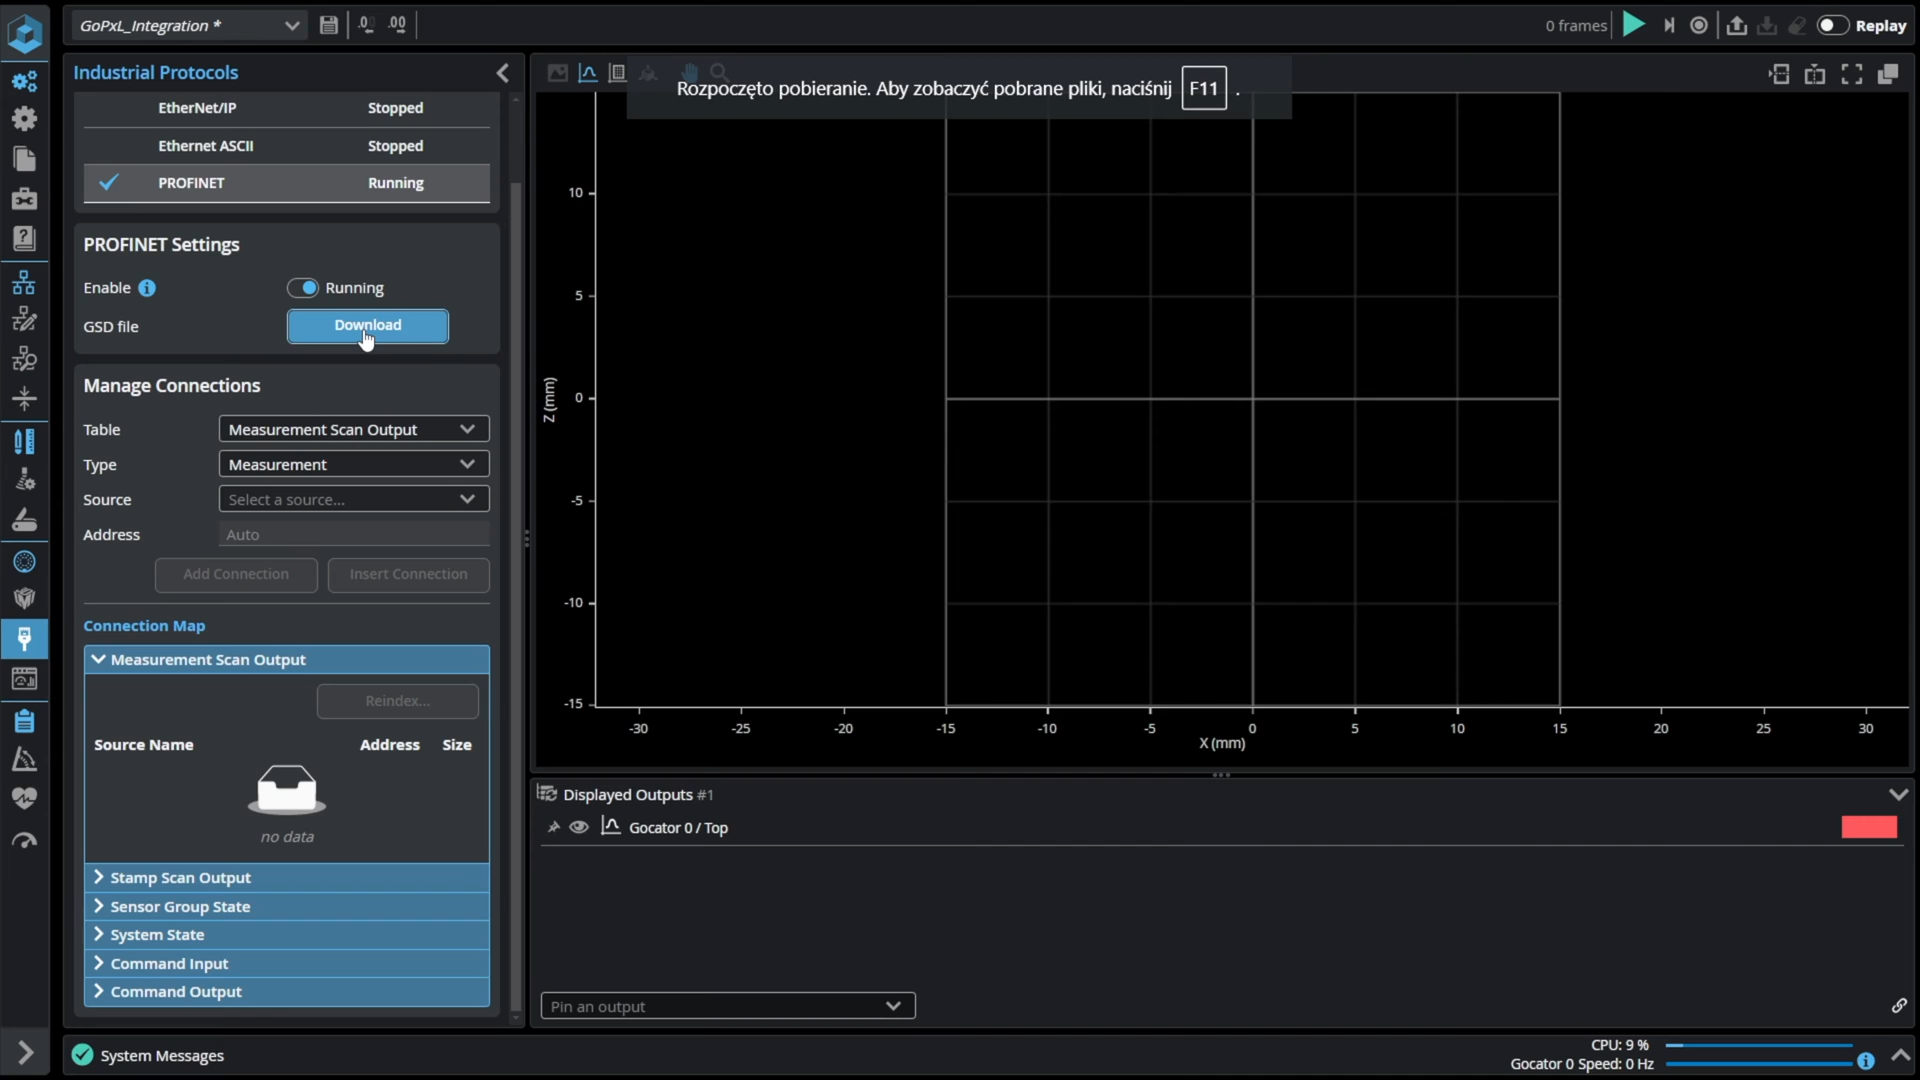 GoPxL_Integration *
0 frames
Replay
Industrial Protocols
EtherNet/IP Stopped
Ethernet ASCII Stopped
PROFINET Running
PROFINET Settings
Enable Running
GSD file Download
Manage Connections
Table Measurement Scan Output
Type Measurement
Source Select a source...
Address Auto
Add Connection Insert Connection
Connection Map
Measurement Scan Output
Reindex...
Source Name Address Size
no data
Stamp Scan Output
Sensor Group State
System State
Command Input
Command Output
Rozpoczęto pobieranie. Aby zobaczyć pobrane pliki, naciśnij F11 .
10
5
0
-5
-10
-15
Z (mm)
-30 -25 -20 -15 -10 -5 0 5 10 15 20 25 30
X (mm)
Displayed Outputs #1
Gocator 0 / Top
Pin an output
System Messages
CPU: 9 %
Gocator 0 Speed: 0 Hz